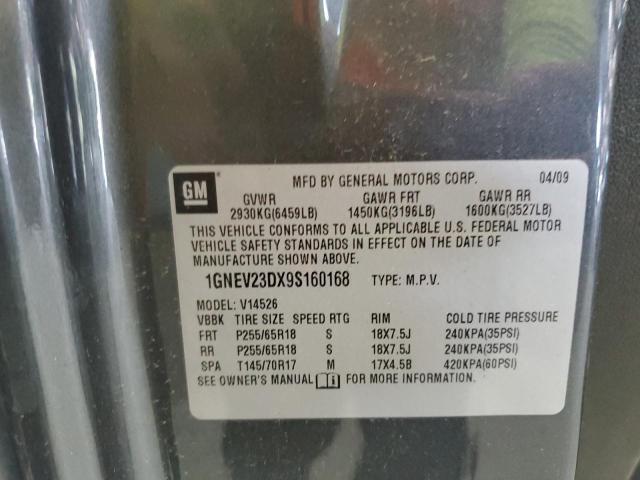 GM
MFD BY GENERAL MOTORS CORP. 04/09
GVWR GAWR FRT GAWR RR
2930KG(6459LB) 1450KG(3196LB) 1600KG(3527LB)
THIS VEHICLE CONFORMS TO ALL APPLICABLE U.S. FEDERAL MOTOR
VEHICLE SAFETY STANDARDS IN EFFECT ON THE DATE OF
MANUFACTURE SHOWN ABOVE.
1GNEV23DX9S160168 TYPE: M.P.V.
MODEL: V14526
VBBK TIRE SIZE SPEED RTG RIM COLD TIRE PRESSURE
FRT P255/65R18 S 18X7.5J 240KPA(35PSI)
RR P255/65R18 S 18X7.5J 240KPA(35PSI)
SPA T145/70R17 M 17X4.5B 420KPA(60PSI)
SEE OWNER'S MANUAL FOR MORE INFORMATION.